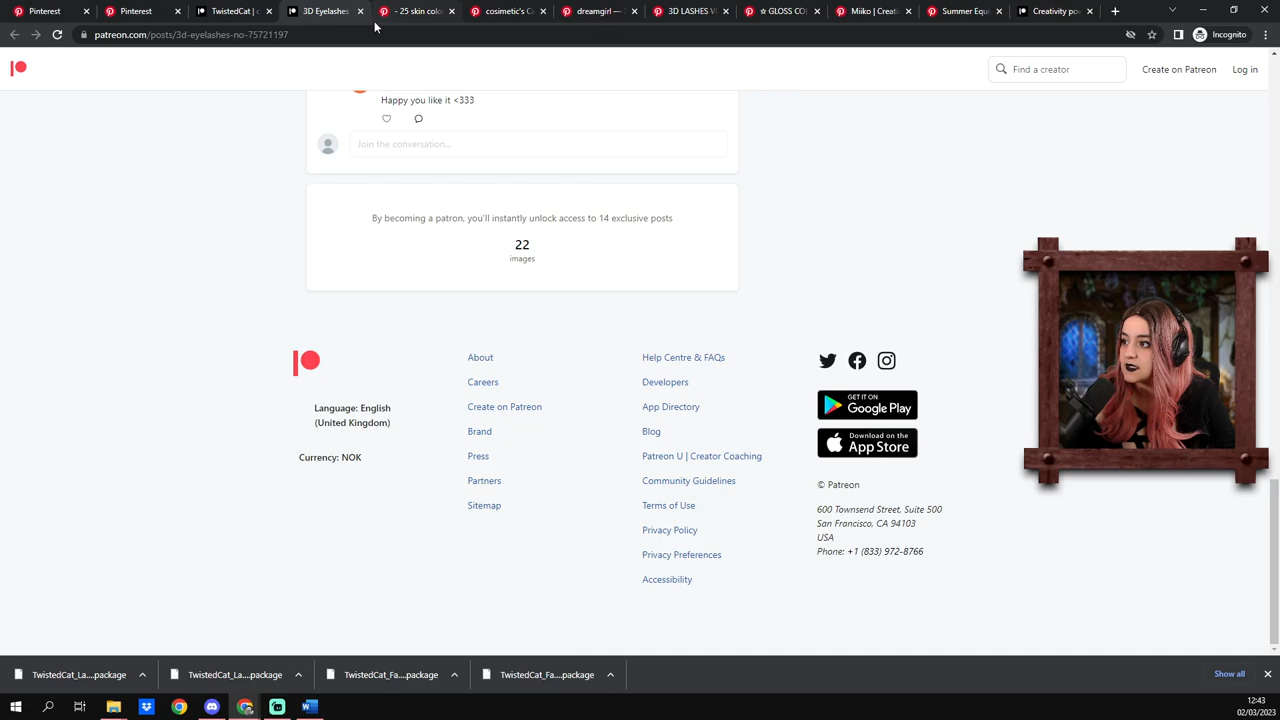 Pinterest
Pinterest
TwistedCat | c
3D Eyelashes
- 25 skin colo
cosmetic's C
dreamgirl —
3D LASHES V
☆ GLOSS COL
Miiko | Creati
Summer Equi
Creativity po
patreon.com/posts/3d-eyelashes-no-75721197
Incognito
Find a creator
Create on Patreon
Log in
Happy you like it <333
Join the conversation...
By becoming a patron, you'll instantly unlock access to 14 exclusive posts
22
images
About
Careers
Create on Patreon
Brand
Press
Partners
Sitemap
Help Centre & FAQs
Developers
App Directory
Blog
Patreon U | Creator Coaching
Community Guidelines
Terms of Use
Privacy Policy
Privacy Preferences
Accessibility
Language: English
(United Kingdom)
Currency: NOK
GET IT ON
Google Play
Download on the
App Store
© Patreon
600 Townsend Street, Suite 500
San Francisco, CA 94103
USA
Phone: +1 (833) 972-8766
TwistedCat_La....package
TwistedCat_La....package
TwistedCat_Fa....package
TwistedCat_Fa....package
Show all
12:43
02/03/2023